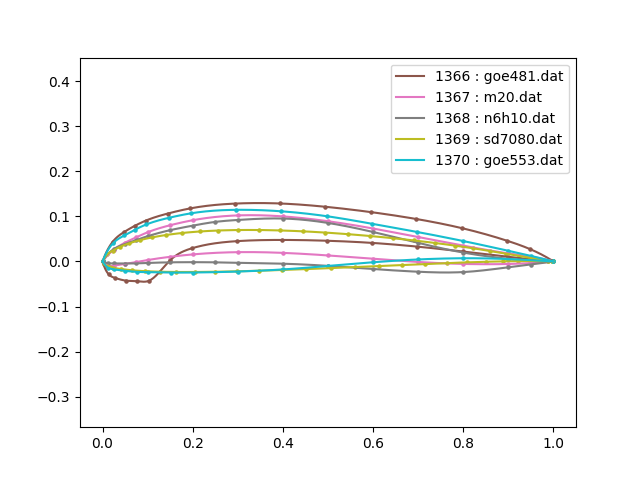 1366 : goe481.dat
1367 : m20.dat
1368 : n6h10.dat
1369 : sd7080.dat
1370 : goe553.dat
0.4
0.3
0.2
0.1
0.0
−0.1
−0.2
−0.3
0.0 0.2 0.4 0.6 0.8 1.0